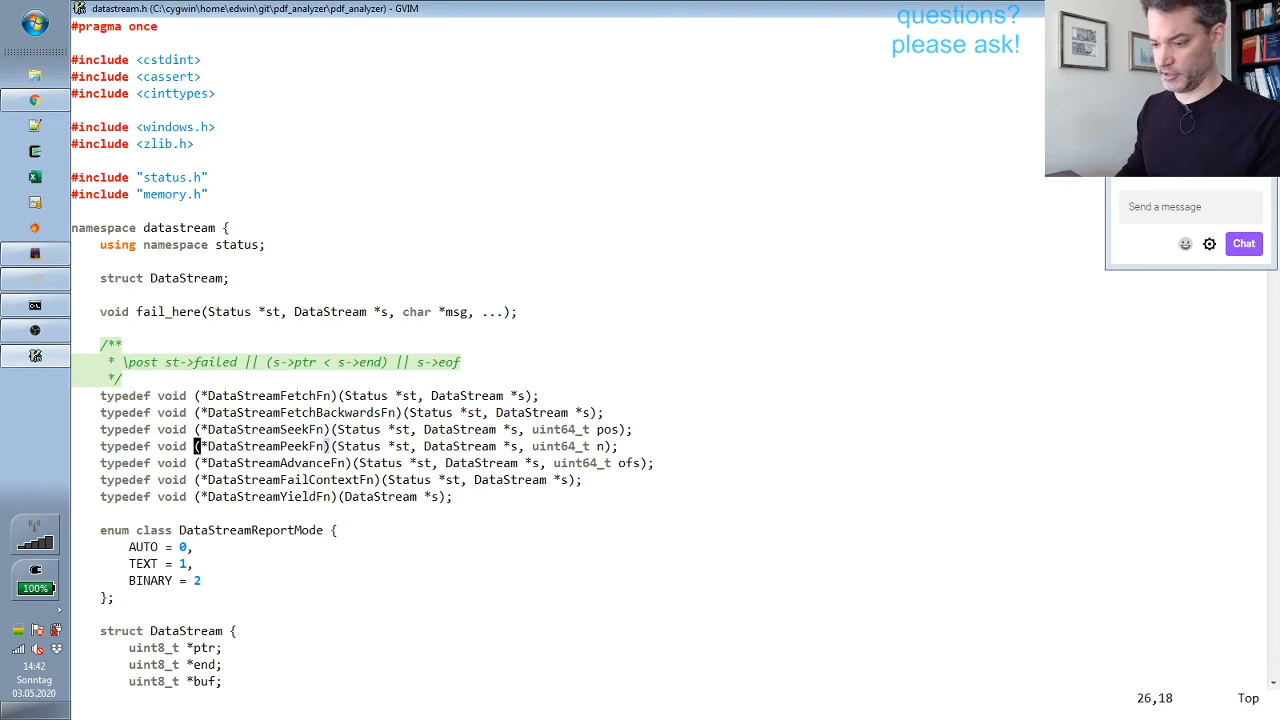 datastream.h (C:\cygwin\home\edwin\git\pdf_analyzer\pdf_analyzer) - GVIM
#pragma once
#include <cstdint>
#include <cassert>
#include <cinttypes>
#include <windows.h>
#include <zlib.h>
#include "status.h"
#include "memory.h"
namespace datastream {
using namespace status;
struct DataStream;
void fail_here(Status *st, DataStream *s, char *msg, ...);
/**
* \post st->failed || (s->ptr < s->end) || s->eof
*/
typedef void (*DataStreamFetchFn)(Status *st, DataStream *s);
typedef void (*DataStreamFetchBackwardsFn)(Status *st, DataStream *s);
typedef void (*DataStreamSeekFn)(Status *st, DataStream *s, uint64_t pos);
typedef void (*DataStreamPeekFn)(Status *st, DataStream *s, uint64_t n);
typedef void (*DataStreamAdvanceFn)(Status *st, DataStream *s, uint64_t ofs);
typedef void (*DataStreamFailContextFn)(Status *st, DataStream *s);
typedef void (*DataStreamYieldFn)(DataStream *s);
enum class DataStreamReportMode {
AUTO = 0,
TEXT = 1,
BINARY = 2
};
struct DataStream {
uint8_t *ptr;
uint8_t *end;
uint8_t *buf;
26,18 Top
questions?
please ask!
Send a message
Chat
100%
14:42
Sonntag
03.05.2020